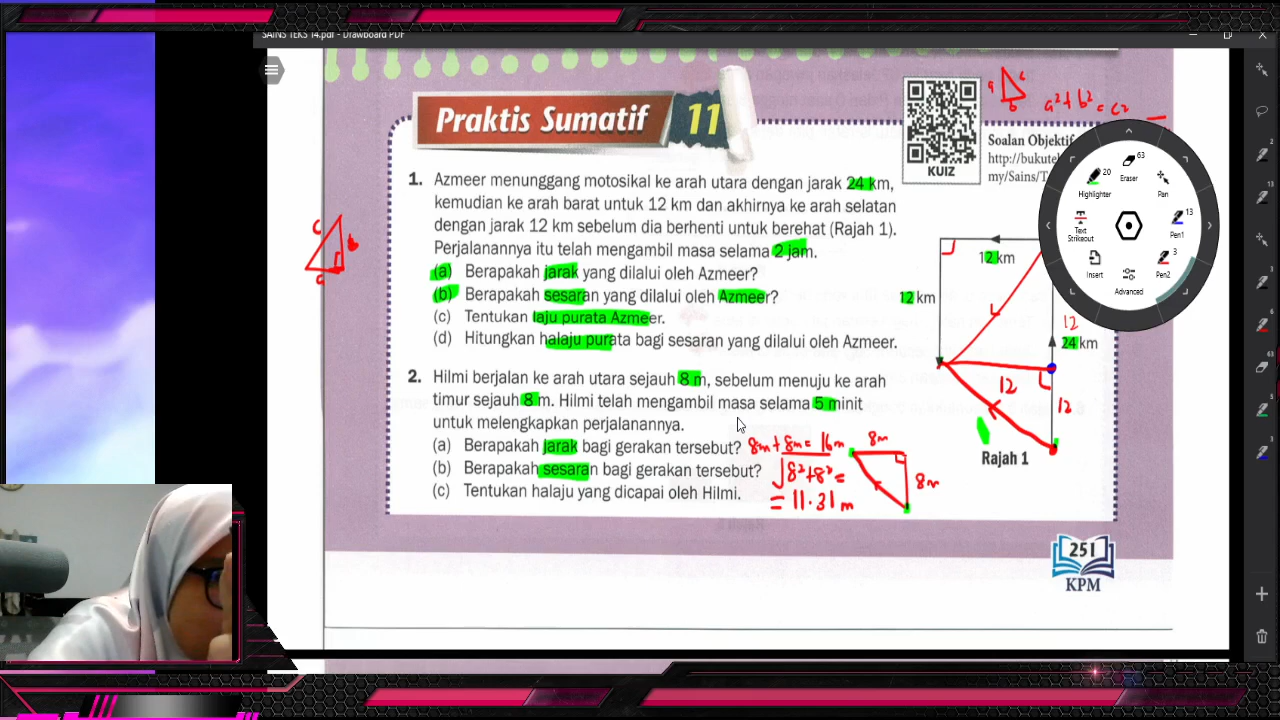 SAINS TEKS 14.pdf - Drawboard PDF
Praktis Sumatif 11
KUIZ
Soalan Objektif
http://bukutek
my/Sains/T
a
c
b
a² + b² = c²
63
Eraser
20
Highlighter
Pen
Text
Strikeout
13
Pen1
Insert
3
Pen2
Advanced
1. Azmeer menunggang motosikal ke arah utara dengan jarak 24 km,
kemudian ke arah barat untuk 12 km dan akhirnya ke arah selatan
dengan jarak 12 km sebelum dia berhenti untuk berehat (Rajah 1).
Perjalanannya itu telah mengambil masa selama 2 jam.
(a) Berapakah jarak yang dilalui oleh Azmeer?
(b) Berapakah sesaran yang dilalui oleh Azmeer?
(c) Tentukan laju purata Azmeer.
(d) Hitungkan halaju purata bagi sesaran yang dilalui oleh Azmeer.
c
b
a
12 km
12 km
12
24 km
12
12
Rajah 1
2. Hilmi berjalan ke arah utara sejauh 8 m, sebelum menuju ke arah
timur sejauh 8 m. Hilmi telah mengambil masa selama 5 minit
untuk melengkapkan perjalanannya.
(a) Berapakah jarak bagi gerakan tersebut? 8m + 8m = 16m
(b) Berapakah sesaran bagi gerakan tersebut? √8² + 8² =
= 11.31 m
(c) Tentukan halaju yang dicapai oleh Hilmi.
8m
8m
251
KPM